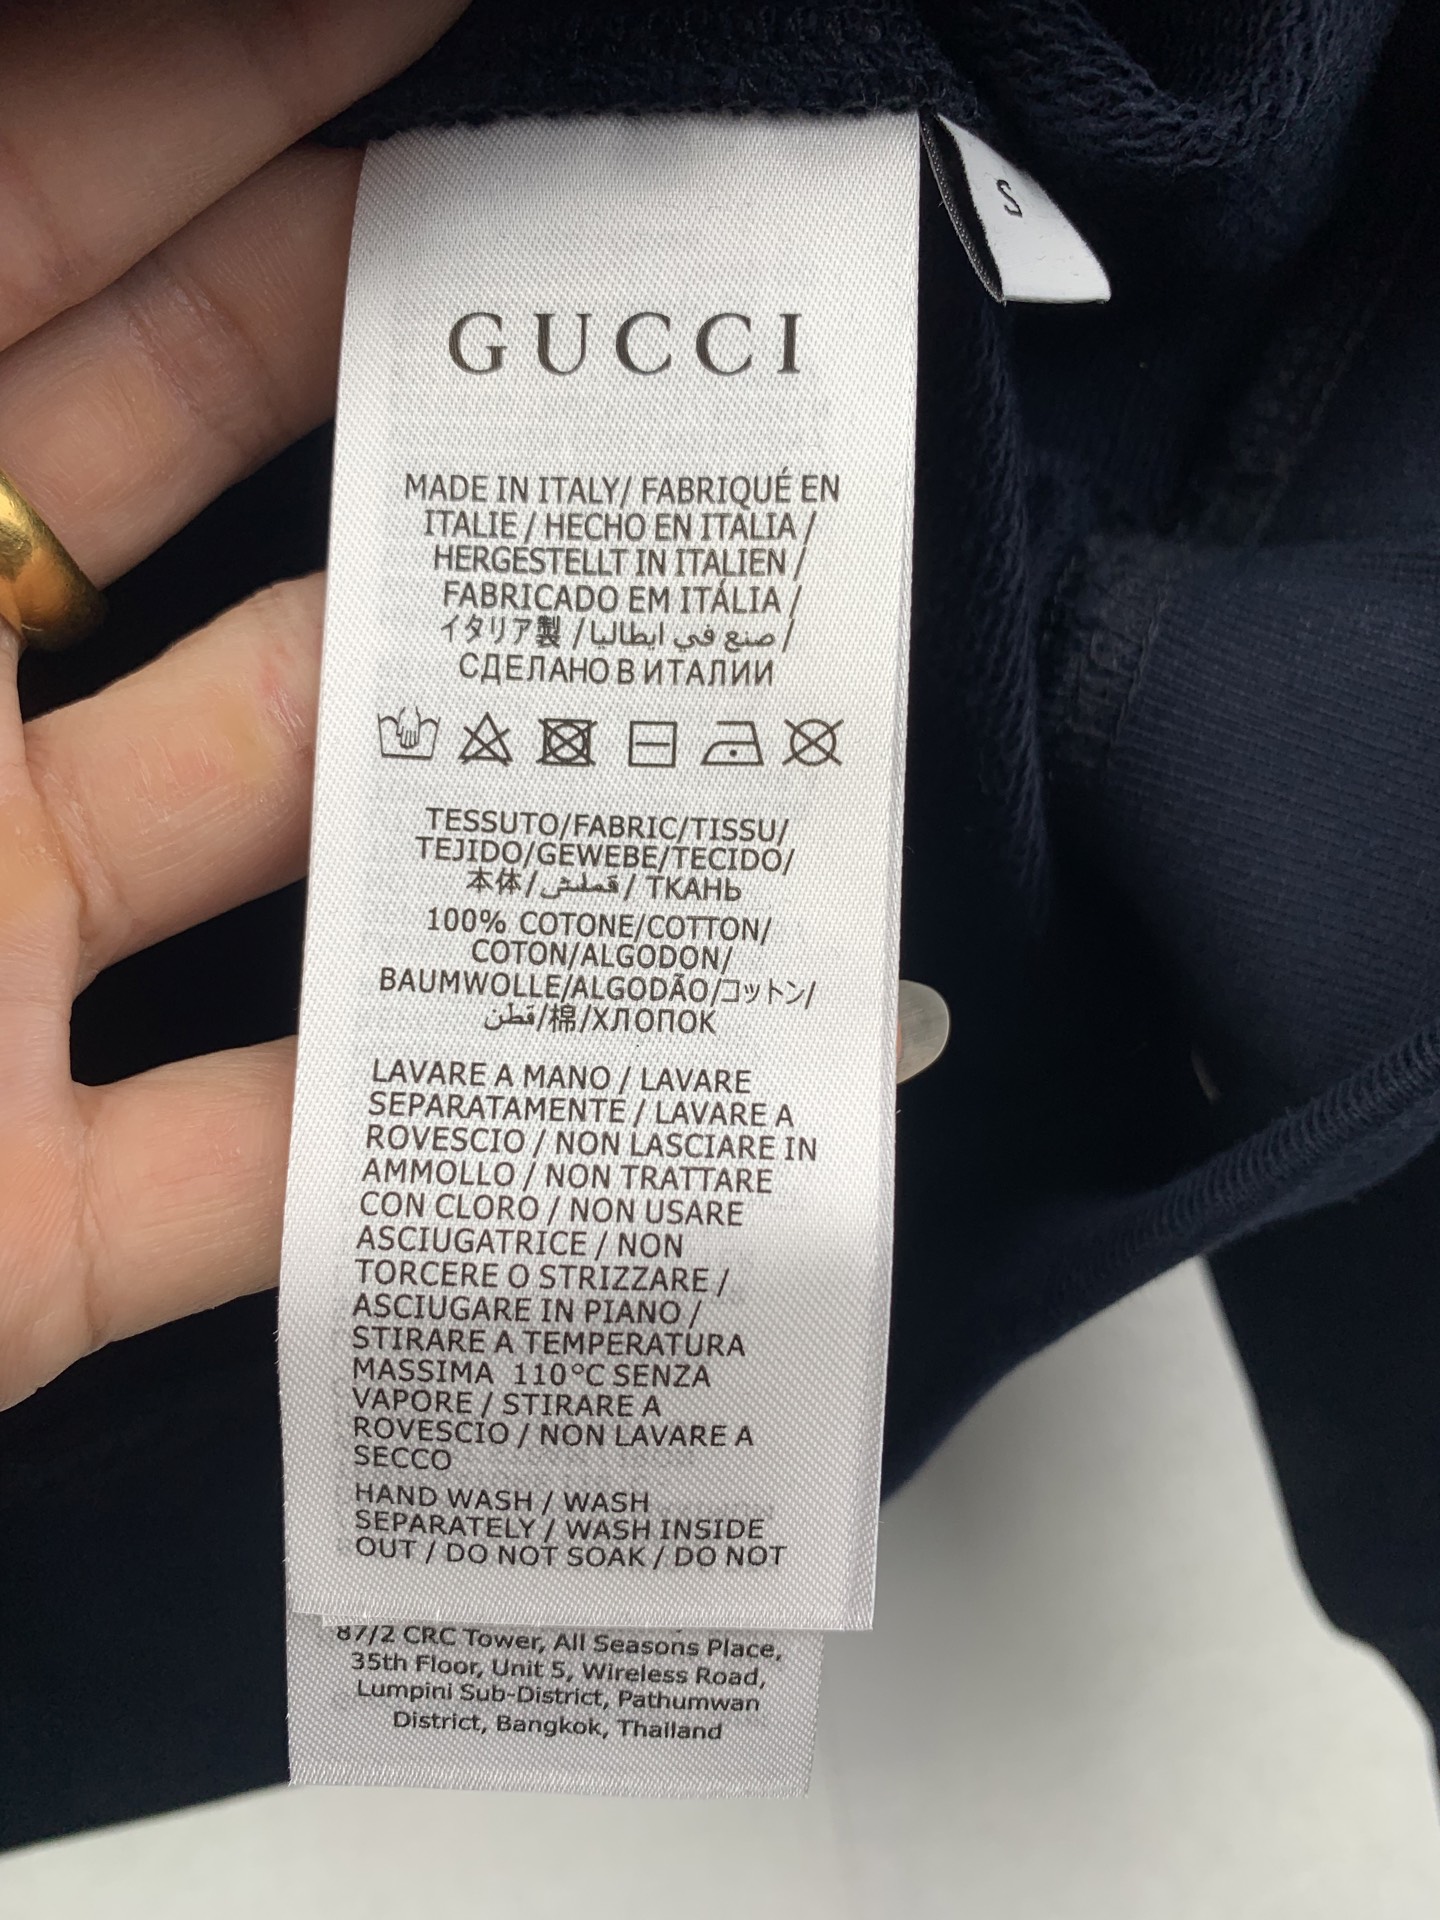 S
GUCCI
MADE IN ITALY/ FABRIQUÉ EN
ITALIE / HECHO EN ITALIA /
HERGESTELLT IN ITALIEN /
FABRICADO EM ITÁLIA /
イタリア製 / صنع في ايطاليا /
СДЕЛАНО В ИТАЛИИ
TESSUTO/FABRIC/TISSU/
TEJIDO/GEWEBE/TECIDO/
本体/قملش/ ТКАНЬ
100% COTONE/COTTON/
COTON/ALGODON/
BAUMWOLLE/ALGODÃO/コットン/
قطن/棉/ХЛОПОК
LAVARE A MANO / LAVARE
SEPARATAMENTE / LAVARE A
ROVESCIO / NON LASCIARE IN
AMMOLLO / NON TRATTARE
CON CLORO / NON USARE
ASCIUGATRICE / NON
TORCERE O STRIZZARE /
ASCIUGARE IN PIANO /
STIRARE A TEMPERATURA
MASSIMA 110°C SENZA
VAPORE / STIRARE A
ROVESCIO / NON LAVARE A
SECCO
HAND WASH / WASH
SEPARATELY / WASH INSIDE
OUT / DO NOT SOAK / DO NOT
87/2 CRC Tower, All Seasons Place,
35th Floor, Unit 5, Wireless Road,
Lumpini Sub-District, Pathumwan
District, Bangkok, Thailand